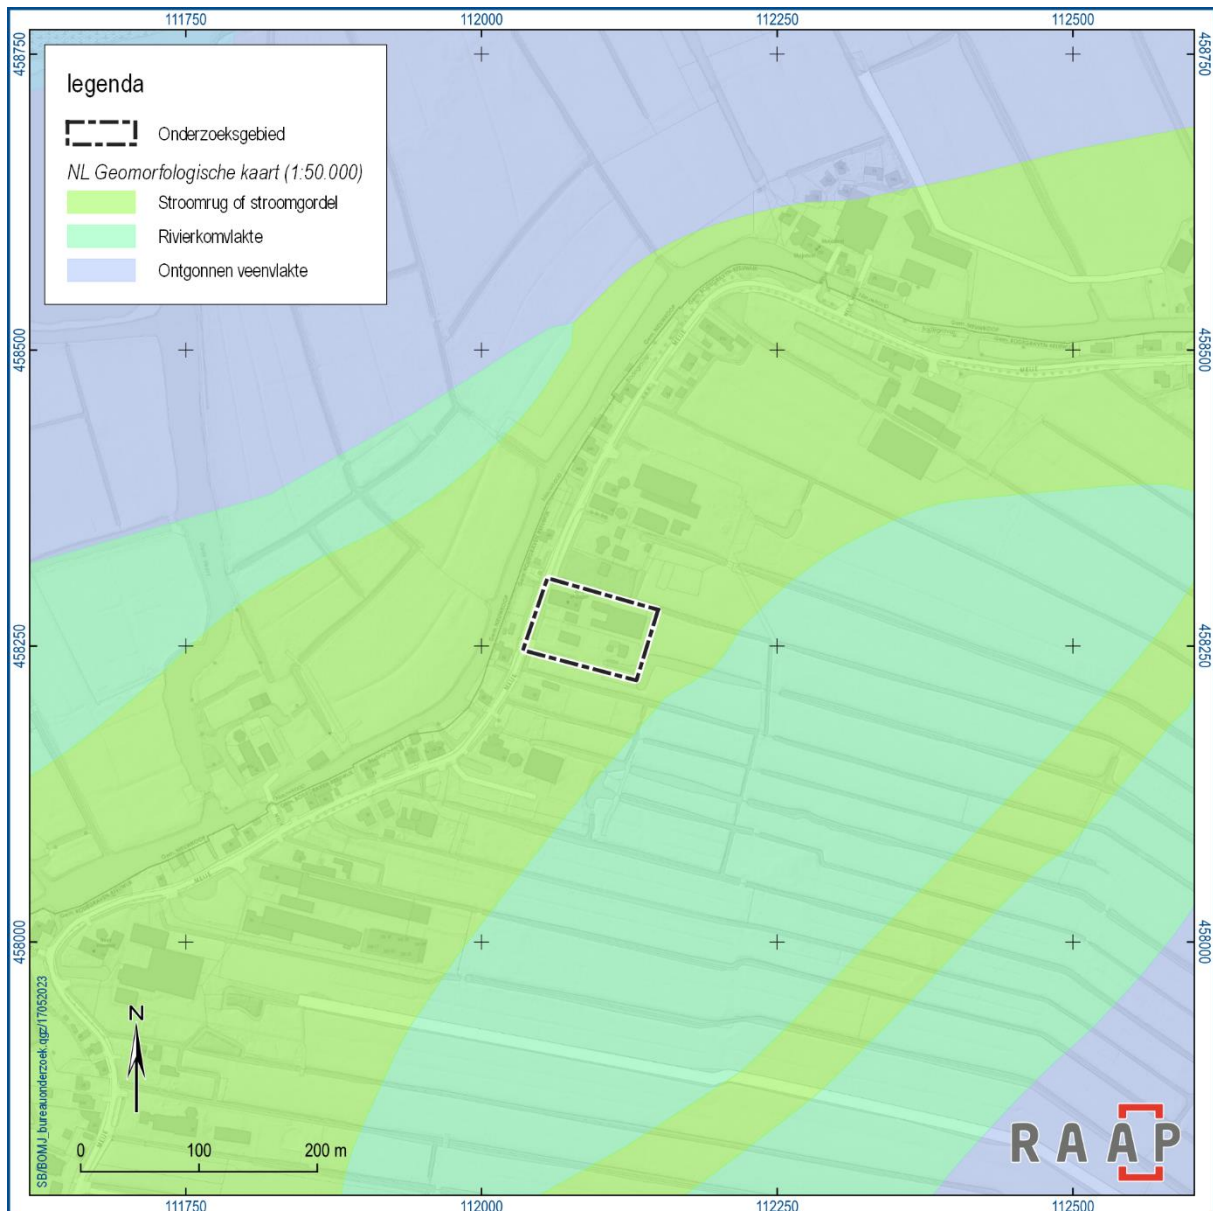 111750 112000 112250 112500
458750 458750
legenda
Onderzoeksgebied
NL Geomorfologische kaart (1:50.000)
Stroomrug of stroomgordel
Rivierkomvlakte
Ontgonnen veenvlakte
458500 458500
458250 458250
458000 458000
SB/BOMJ_bureauonderzoek.qgz/17052023
N
0 100 200 m
RAAP
111750 112000 112250 112500